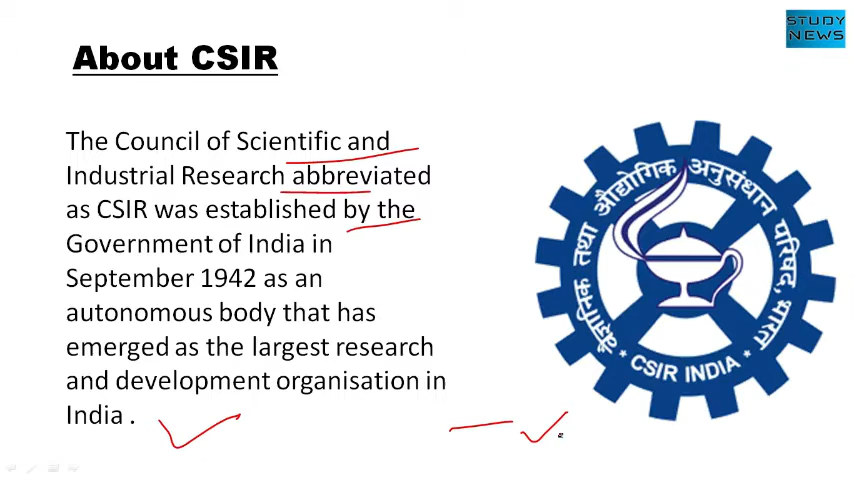 STUDY
NEWS
About CSIR
The Council of Scientific and
Industrial Research abbreviated
as CSIR was established by the
Government of India in
September 1942 as an
autonomous body that has
emerged as the largest research
and development organisation in
India .
वैज्ञानिक तथा औद्योगिक अनुसंधान परिषद, भारत
* CSIR INDIA *